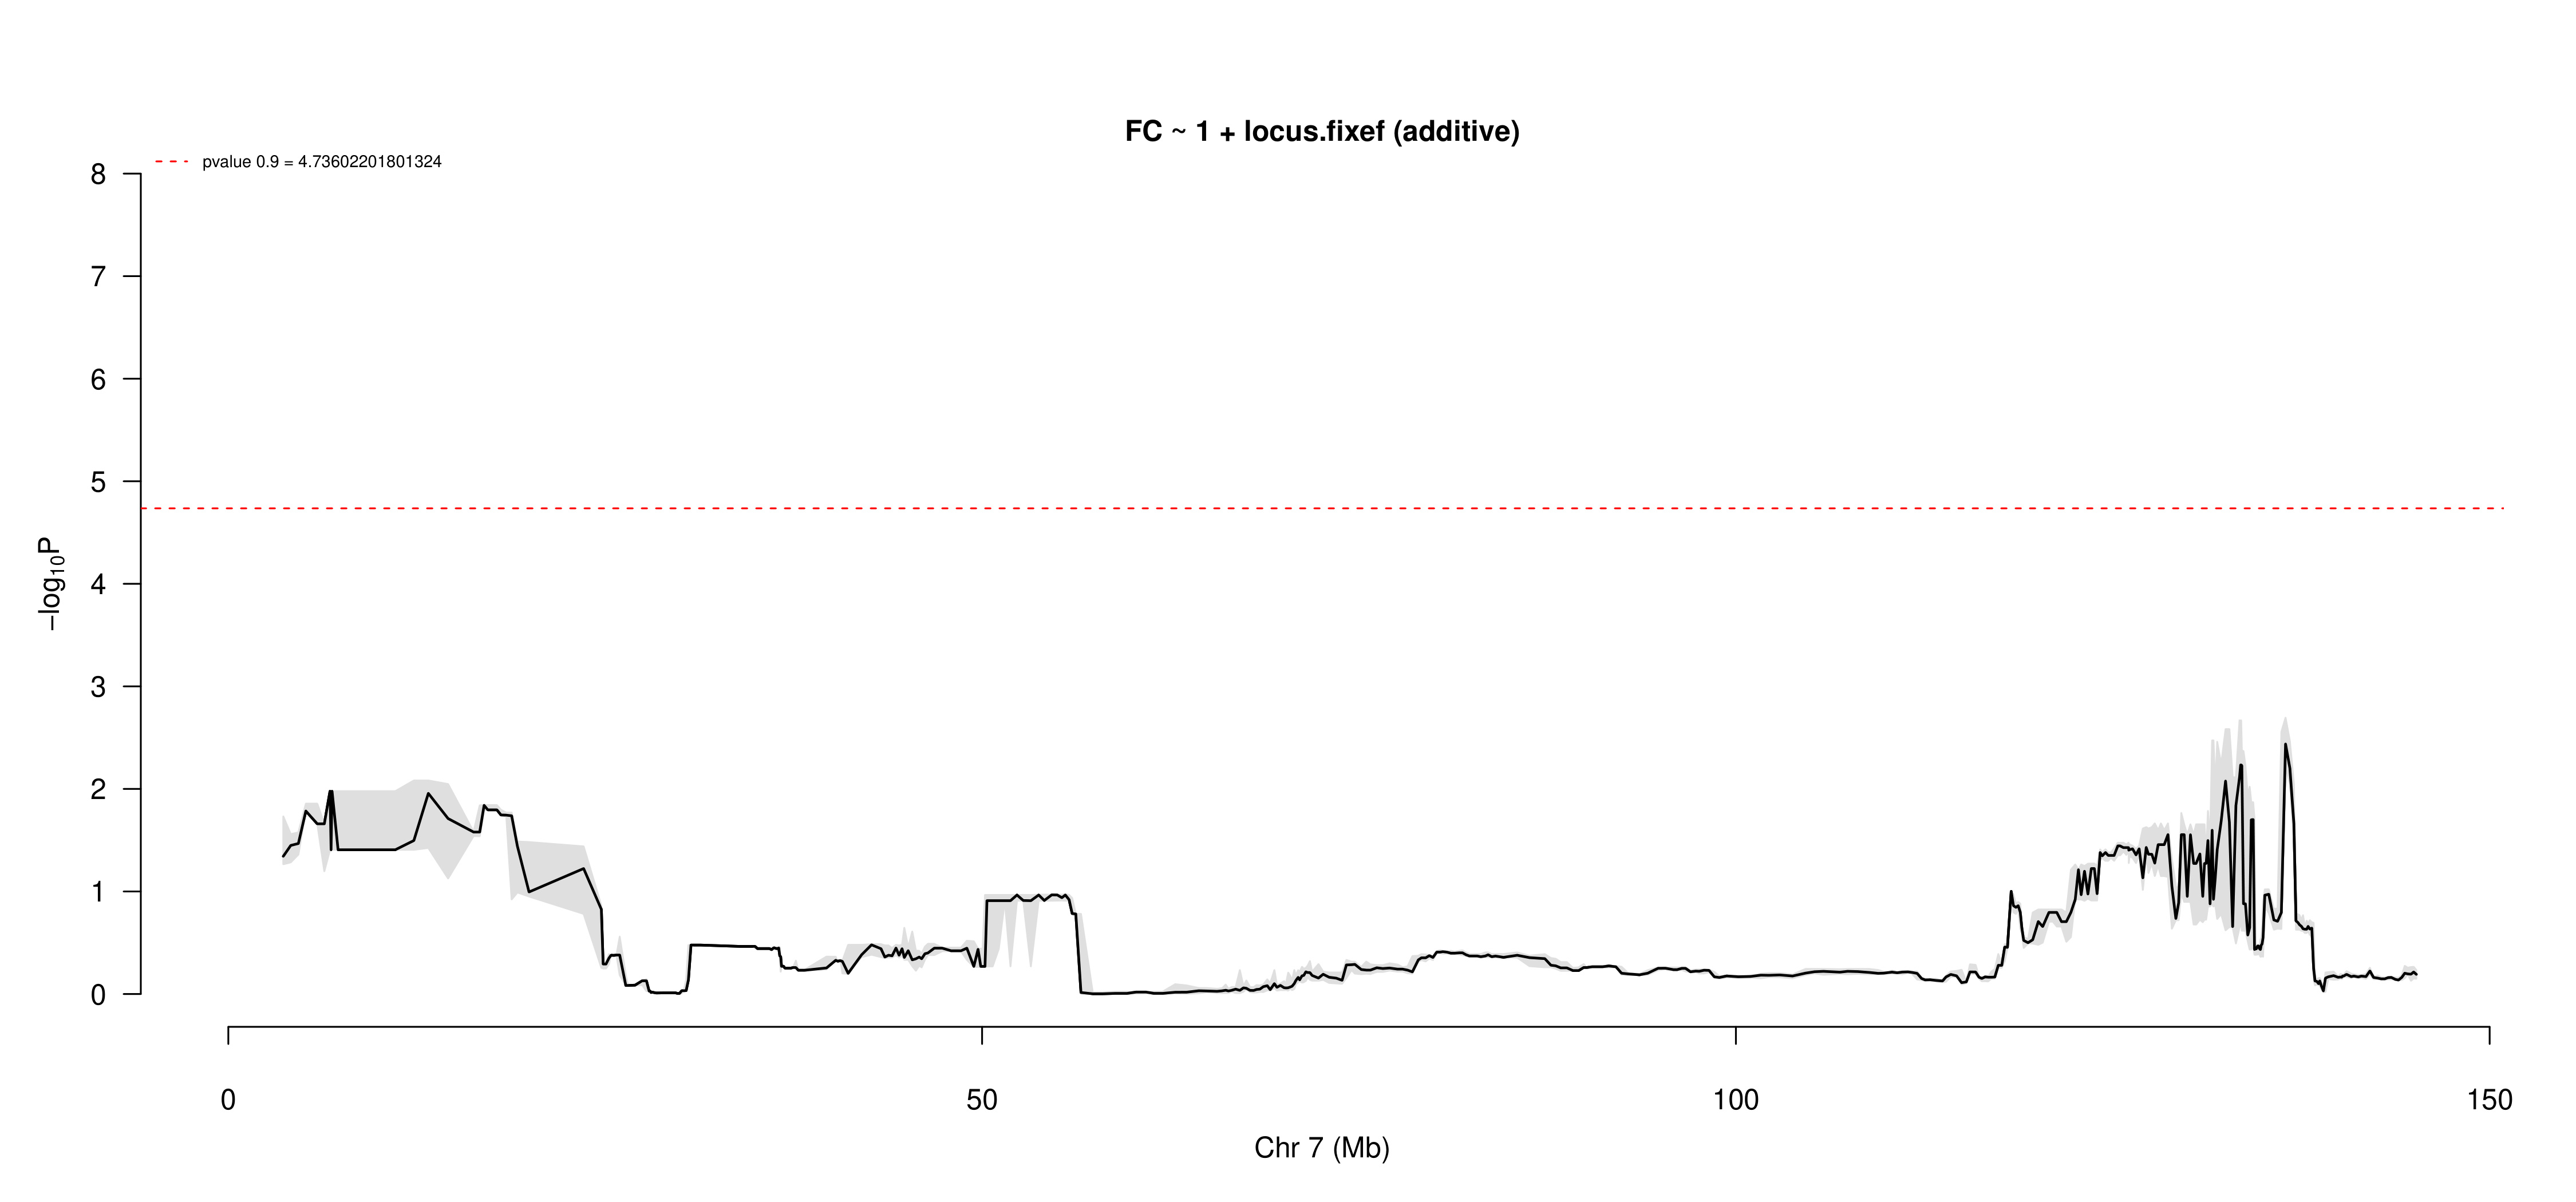 FC ~ 1 + locus.fixef (additive)
pvalue 0.9 = 4.73602201801324
8
7
6
5
4
3
2
1
0
−log10P
0 50 100 150
Chr 7 (Mb)